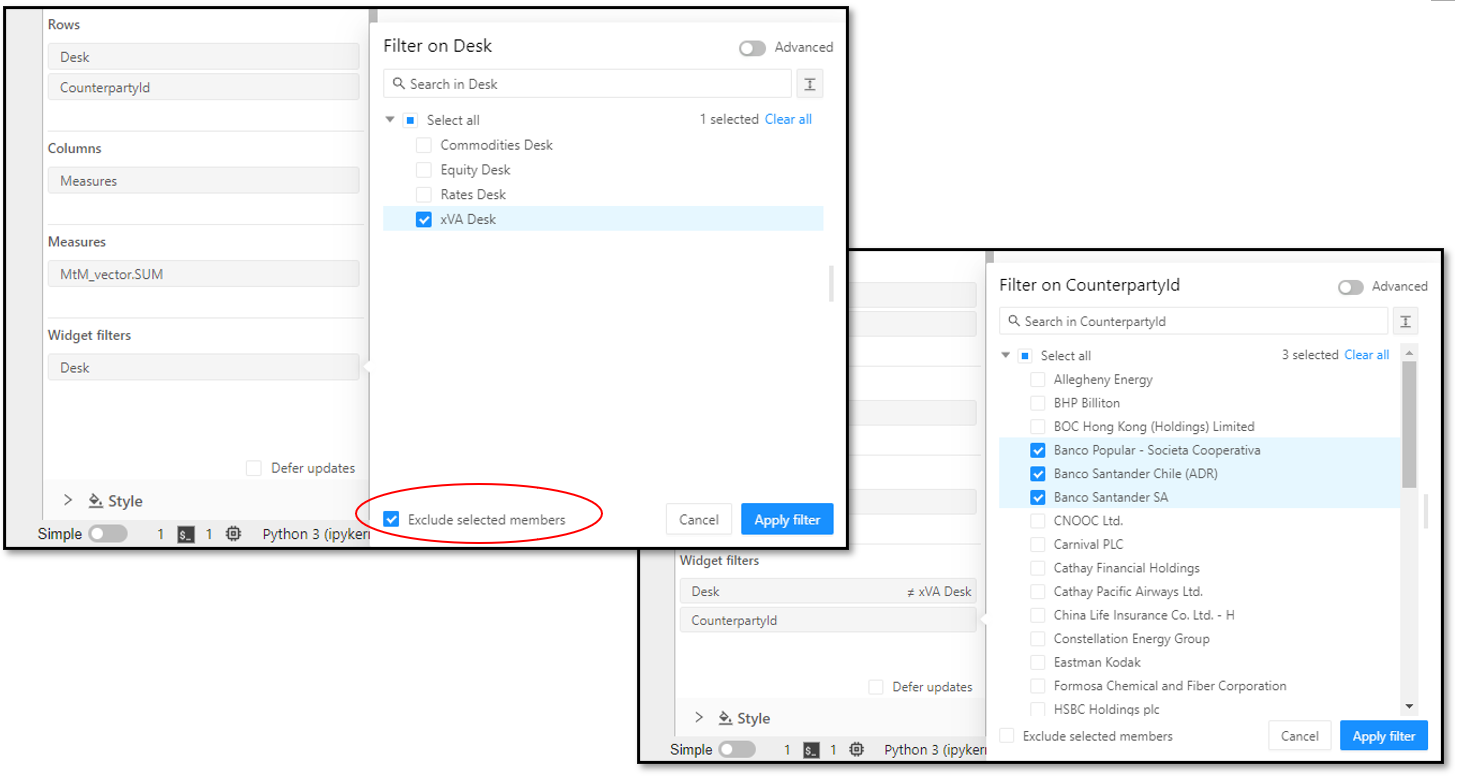 Rows
Desk
CounterpartyId
Columns
Measures
Measures
MtM_vector.SUM
Widget filters
Desk
Defer updates
Style
Simple 1 $_ 1 Python 3 (ipykern
Filter on Desk
Advanced
Search in Desk
Select all 1 selected Clear all
Commodities Desk
Equity Desk
Rates Desk
xVA Desk
Exclude selected members Cancel Apply filter
Widget filters
Desk ≠ xVA Desk
CounterpartyId
Defer updates
Style
Simple 1 $_ 1 Python 3 (ipykern
Filter on CounterpartyId
Advanced
Search in CounterpartyId
Select all 3 selected Clear all
Allegheny Energy
BHP Billiton
BOC Hong Kong (Holdings) Limited
Banco Popular - Societa Cooperativa
Banco Santander Chile (ADR)
Banco Santander SA
CNOOC Ltd.
Carnival PLC
Cathay Financial Holdings
Cathay Pacific Airways Ltd.
China Life Insurance Co. Ltd. - H
Constellation Energy Group
Eastman Kodak
Formosa Chemical and Fiber Corporation
HSBC Holdings plc
Exclude selected members Cancel Apply filter